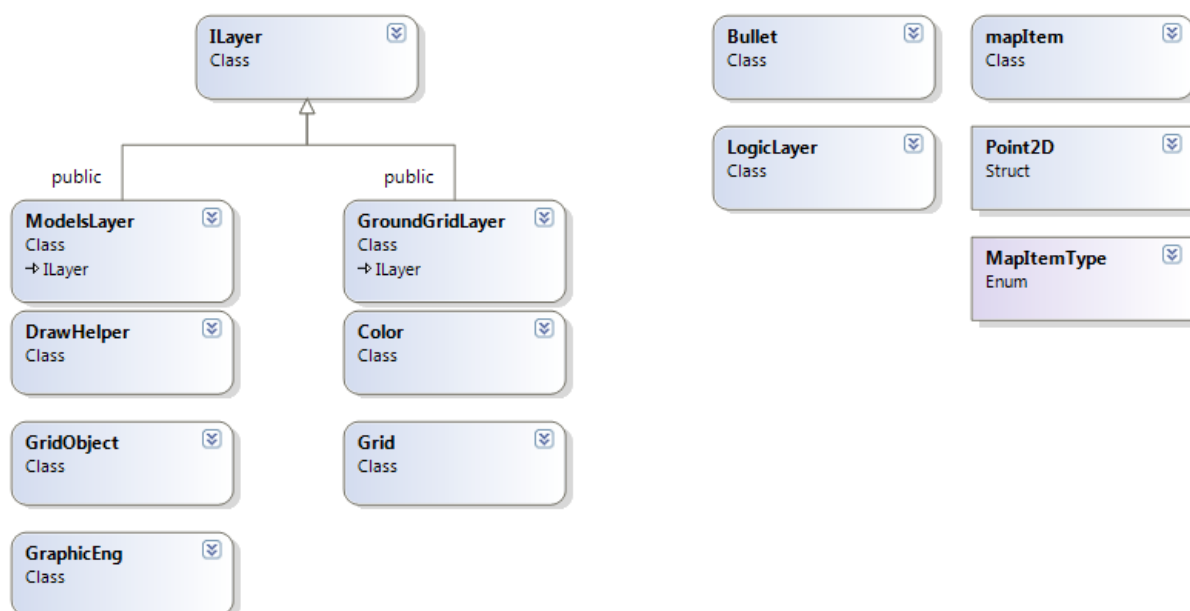 ILayer
Class
Bullet
Class
mapItem
Class
LogicLayer
Class
Point2D
Struct
public
public
ModelsLayer
Class
ILayer
GroundGridLayer
Class
ILayer
MapItemType
Enum
DrawHelper
Class
Color
Class
GridObject
Class
Grid
Class
GraphicEng
Class